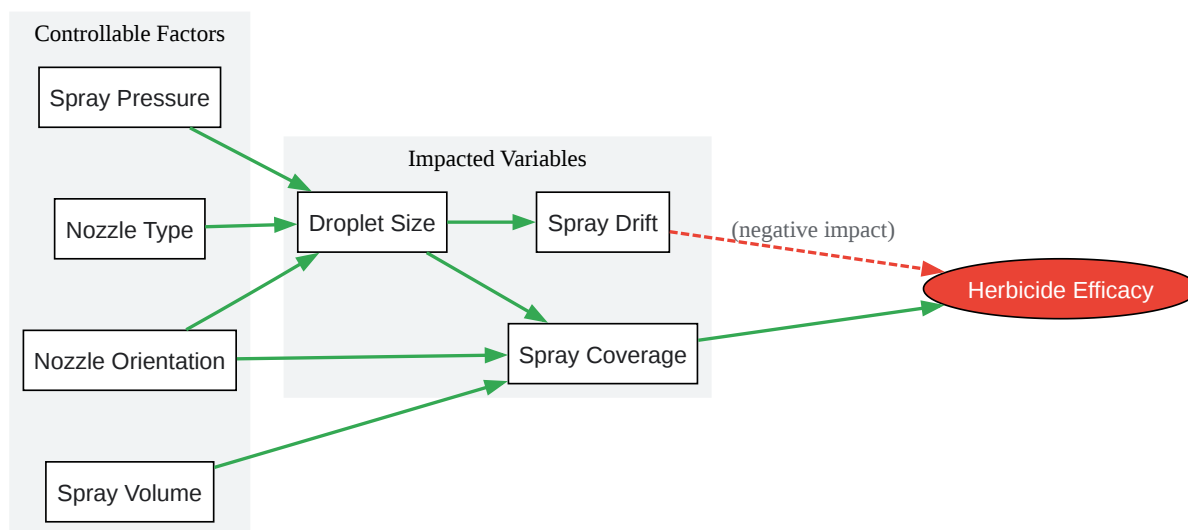 Controllable Factors
Spray Pressure
Nozzle Type
Nozzle Orientation
Spray Volume
Impacted Variables
Droplet Size
Spray Drift
Spray Coverage
(negative impact)
Herbicide Efficacy